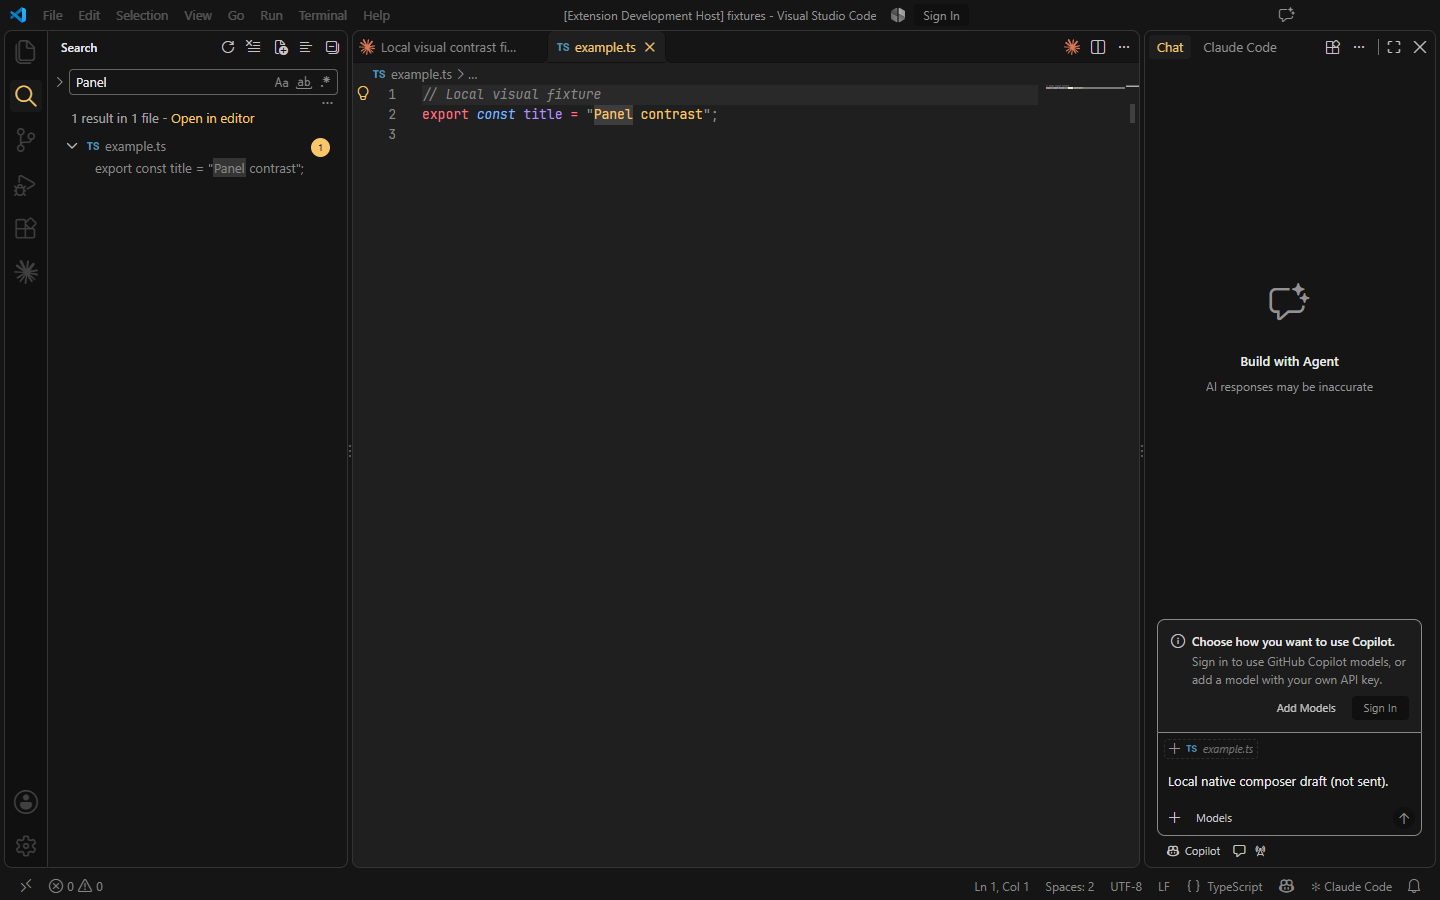 File Edit Selection View Go Run Terminal Help
[Extension Development Host] fixtures - Visual Studio Code
Sign In
Search
Panel
Aa ab .*
1 result in 1 file - Open in editor
TS example.ts 1
export const title = "Panel contrast";
Local visual contrast fi...
TS example.ts
TS example.ts > ...
1 // Local visual fixture
2 export const title = "Panel contrast";
3
Chat Claude Code
Build with Agent
AI responses may be inaccurate
Choose how you want to use Copilot.
Sign in to use GitHub Copilot models, or
add a model with your own API key.
Add Models Sign In
TS example.ts
Local native composer draft (not sent).
Models
Copilot
0 0
Ln 1, Col 1 Spaces: 2 UTF-8 LF { } TypeScript Claude Code